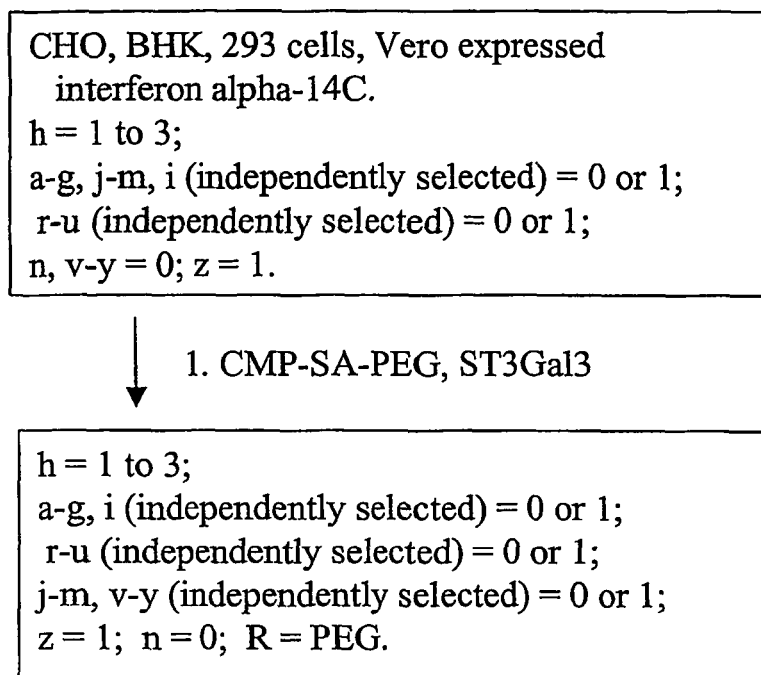 CHO, BHK, 293 cells, Vero expressed
interferon alpha-14C.
h = 1 to 3;
a-g, j-m, i (independently selected) = 0 or 1;
r-u (independently selected) = 0 or 1;
n, v-y = 0; z = 1.
1. CMP-SA-PEG, ST3Gal3
h = 1 to 3;
a-g, i (independently selected) = 0 or 1;
r-u (independently selected) = 0 or 1;
j-m, v-y (independently selected) = 0 or 1;
z = 1; n = 0; R = PEG.